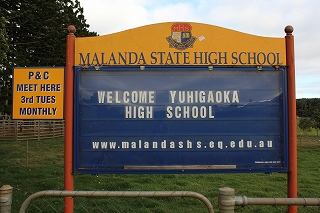 MALANDA STATE HIGH SCHOOL
P&C
MEET HERE
3rd TUES
MONTHLY
WELCOME YUHIGAOKA
HIGH SCHOOL
www.malandashs.eq.edu.au